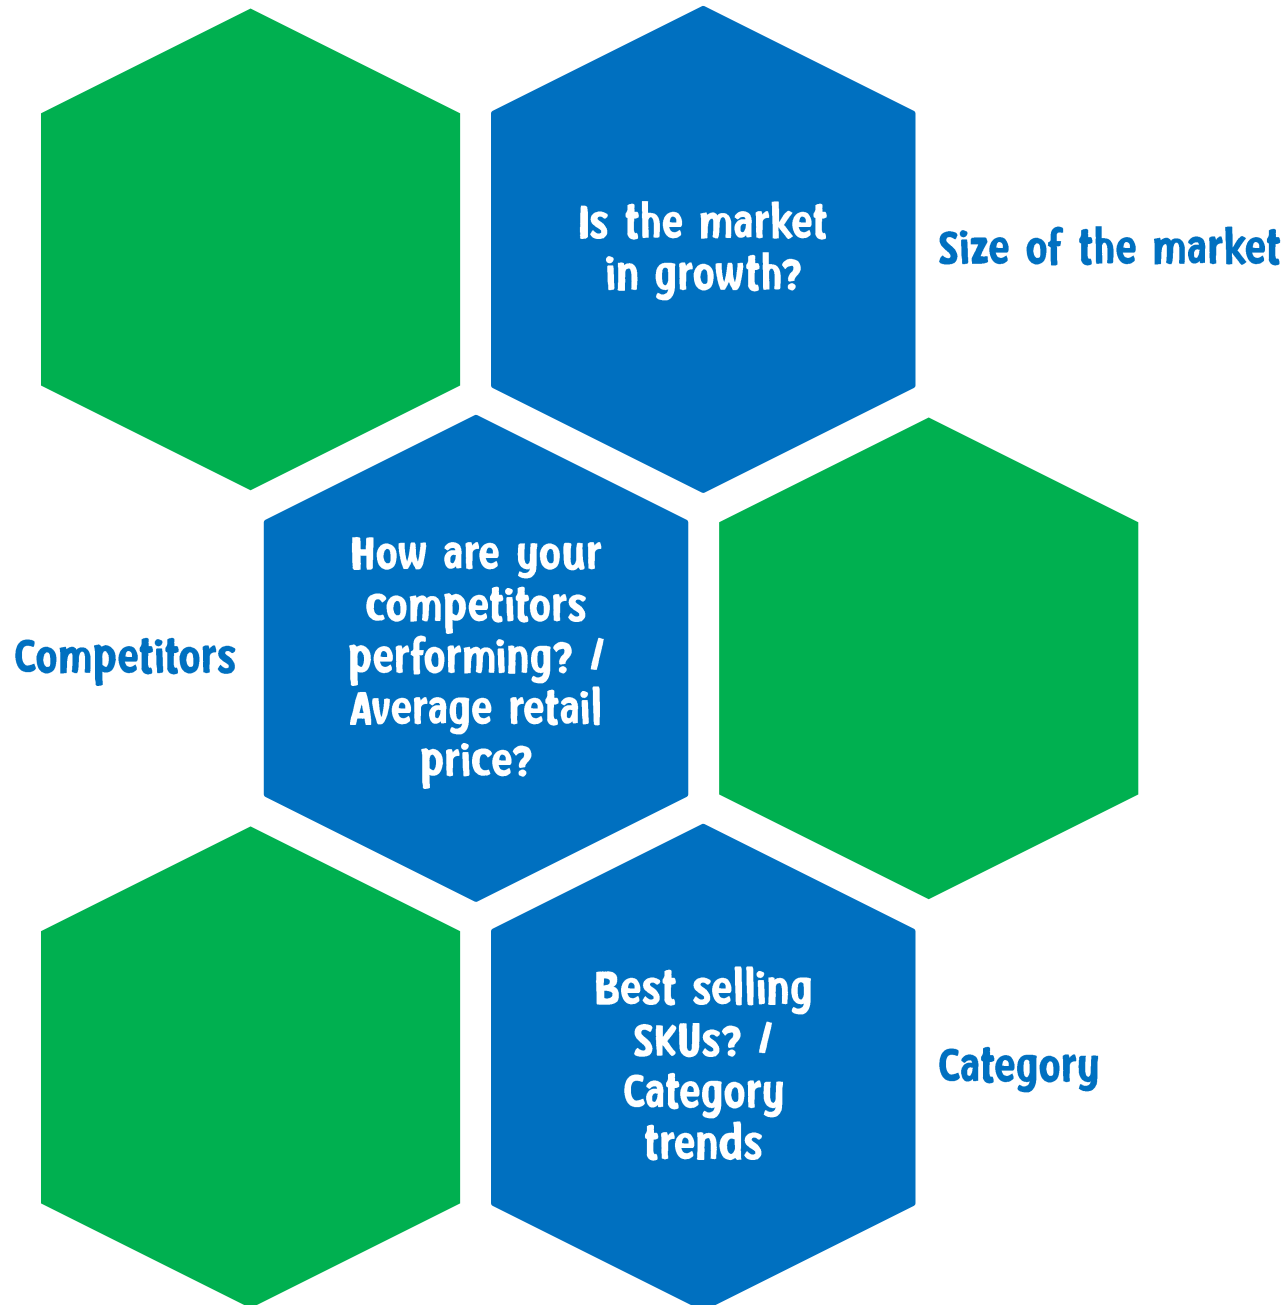 Is the market
in growth?
Size of the market
How are your
competitors
performing? /
Average retail
price?
Competitors
Best selling
SKUs? /
Category
trends
Category